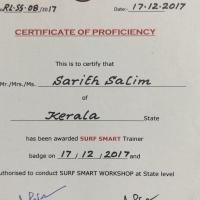 RL-SS-08/2017 Date:- 17-12-2017
CERTIFICATE OF PROFICIENCY
This is to certify that
Mr./Mrs./Ms. Sarith Salim
of
Kerala State
has been awarded SURF SMART Trainer
badge on 17/12/2017 and
authorised to conduct SURF SMART WORKSHOP at State level